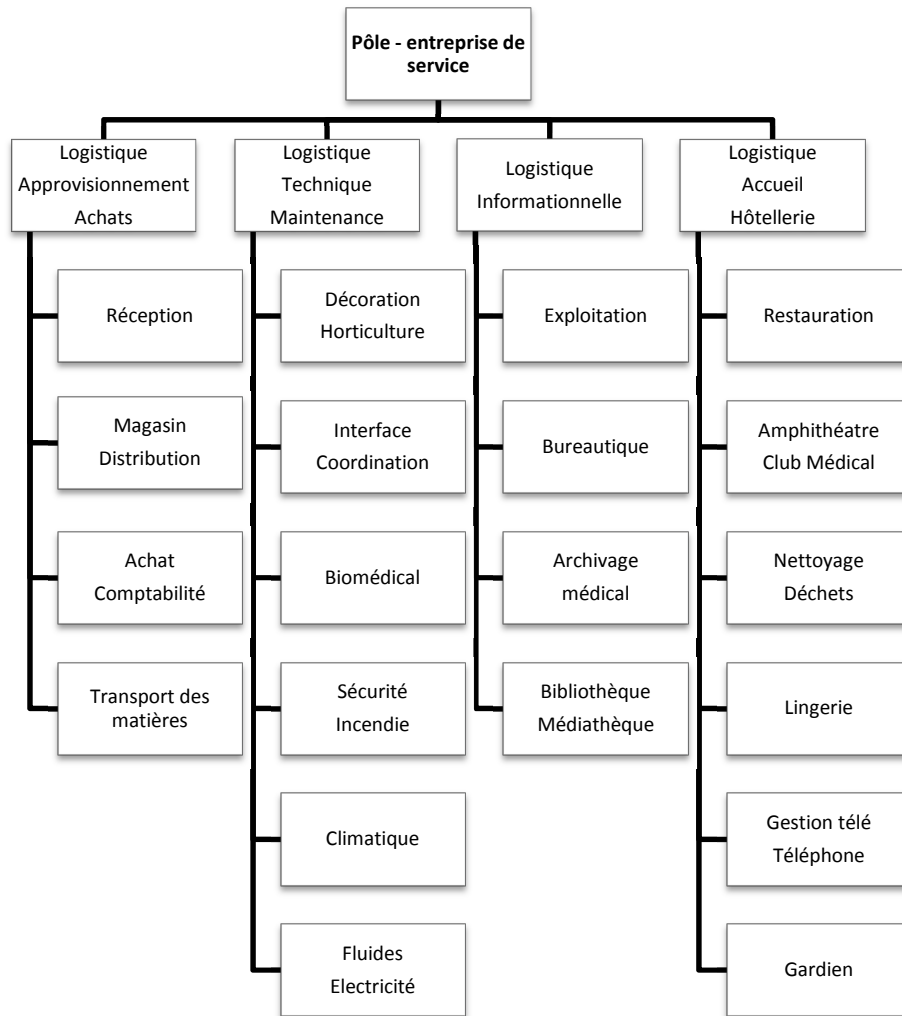 Pôle - entreprise de
service
Logistique
Approvisionnement
Achats
Réception
Magasin
Distribution
Achat
Comptabilité
Transport des
matières
Logistique
Technique
Maintenance
Décoration
Horticulture
Interface
Coordination
Biomédical
Sécurité
Incendie
Climatique
Fluides
Electricité
Logistique
Informationnelle
Exploitation
Bureautique
Archivage
médical
Bibliothèque
Médiathèque
Logistique
Accueil
Hôtellerie
Restauration
Amphithéatre
Club Médical
Nettoyage
Déchets
Lingerie
Gestion télé
Téléphone
Gardien